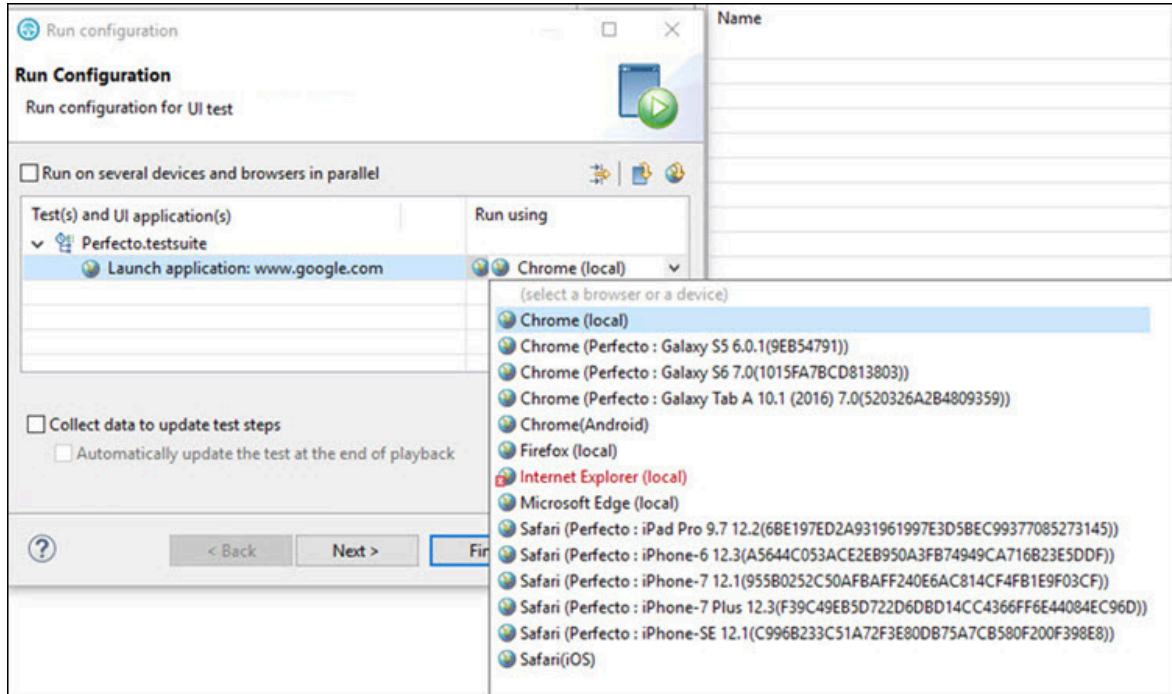 Run configuration
Name
Run Configuration
Run configuration for UI test
Run on several devices and browsers in parallel
Test(s) and UI application(s)
Run using
Perfecto.testsuite
Launch application: www.google.com
Chrome (local)
(select a browser or a device)
Chrome (local)
Chrome (Perfecto : Galaxy S5 6.0.1(9EB54791))
Chrome (Perfecto : Galaxy S6 7.0(1015FA7BCD813803))
Chrome (Perfecto : Galaxy Tab A 10.1 (2016) 7.0(520326A2B4809359))
Chrome(Android)
Firefox (local)
Internet Explorer (local)
Microsoft Edge (local)
Safari (Perfecto : iPad Pro 9.7 12.2(6BE197ED2A931961997E3D5BEC99377085273145))
Safari (Perfecto : iPhone-6 12.3(A5644C053ACE2EB950A3FB74949CA716B23E5DDF))
Safari (Perfecto : iPhone-7 12.1(955B0252C50AFBAFF240E6AC814CF4FB1E9F03CF))
Safari (Perfecto : iPhone-7 Plus 12.3(F39C49EB5D722D6DBD14CC4366FF6E44084EC96D))
Safari (Perfecto : iPhone-SE 12.1(C996B233C51A72F3E80DB75A7CB580F200F398E8))
Safari(iOS)
Collect data to update test steps
Automatically update the test at the end of playback
?
< Back
Next >
Fin